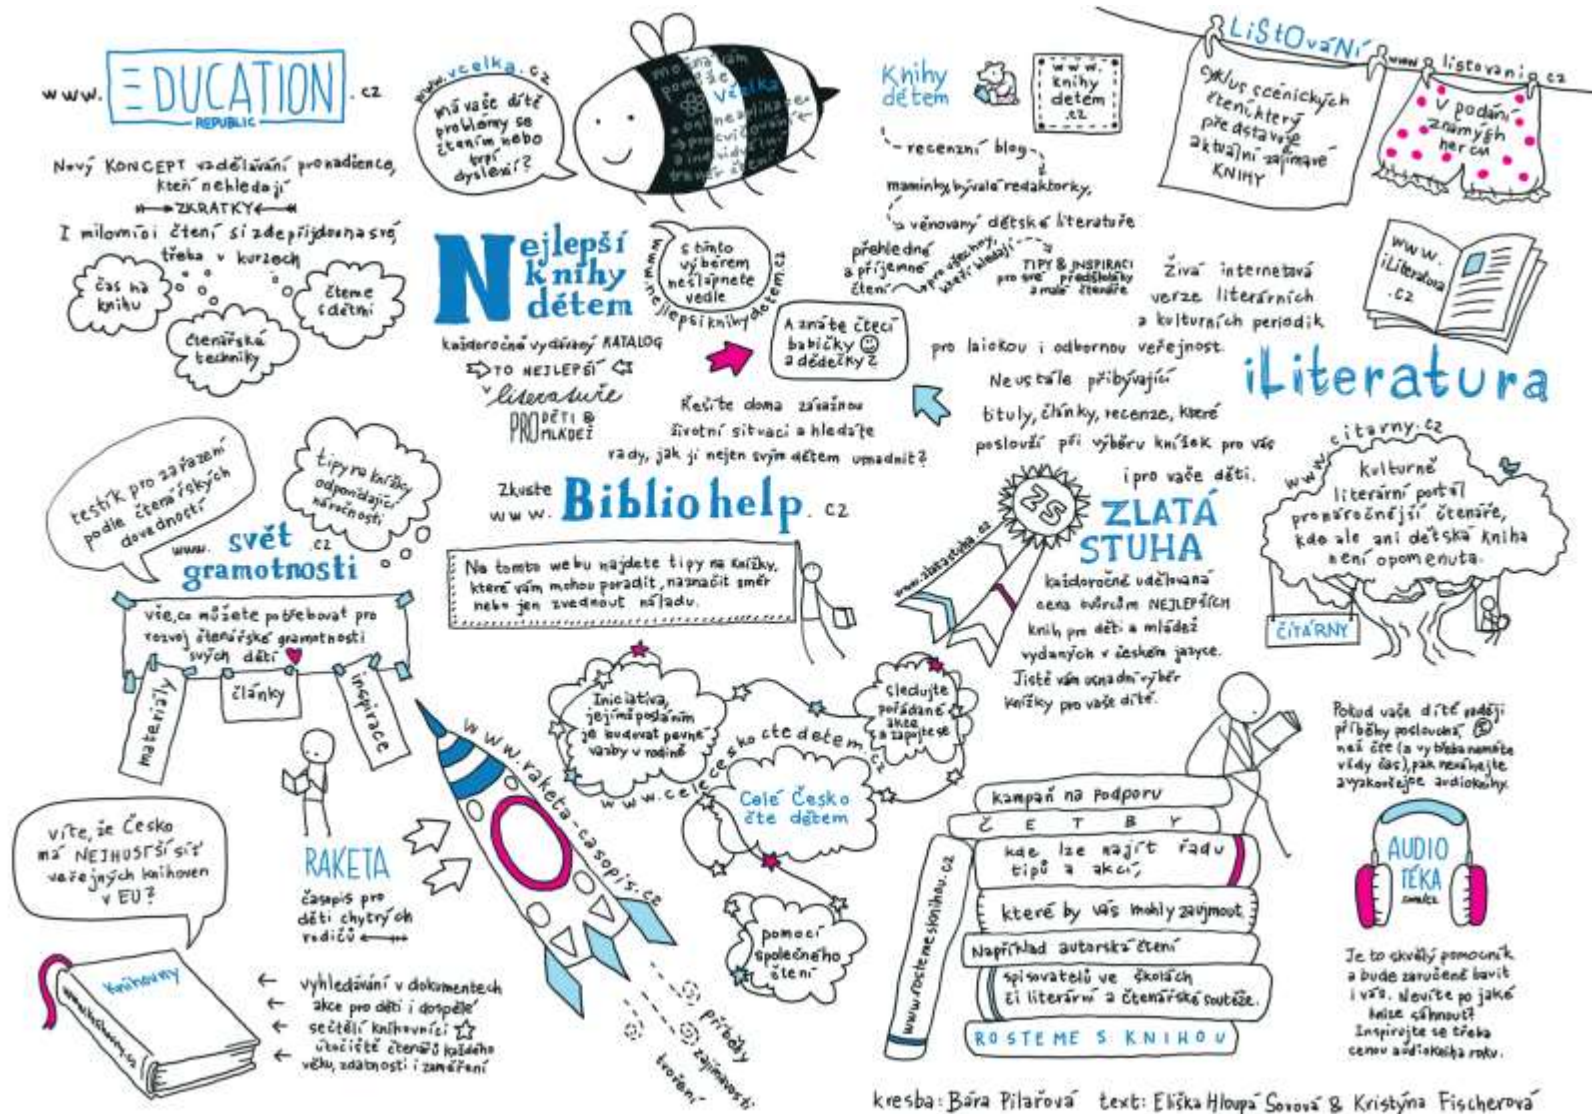 www. EDUCATION .cz
REPUBLIC
Nový KONCEPT vzdělávání pro nadšence,
kteří nehledají
ZKRATKY
I milovníci čtení si zde přijdou na své,
třeba v kurzech
čas na
knihu
čtenářské
techniky
čteme
s dětmi
www.vcelka.cz
má vaše dítě
problémy se
čtením nebo
trpí
dyslexií?
možná vám
pomůže
Včelka
Knihy
dětem
www.
knihy
detem
.cz
recenzní blog
maminky, bývalé redaktorky,
věnovaný dětské literatuře
přehledné
a příjemné
čtení
pro všechny,
kteří hledají
TIPY & INSPIRACI
pro své předškoláky
a malé čtenáře
LiStOváNí
www.listovani.cz
cyklus scénických
čtení, který
představuje
aktuální zajímavé
KNIHY
v podání
známých
herců
Nejlepší
knihy
dětem
www.nejlepsiknihydetem.cz
s tímto
výběrem
nešlápnete
vedle
každoročně vydávaný KATALOG
TO NEJLEPŠÍ
v literatuře
PRO DĚTI &
MLÁDEŽ
A znáte čtecí
babičky
a dědečky?
www.
iLiteratura
.cz
iLiteratura
Živá internetová
verze literárních
a kulturních periodik
pro laickou i odbornou veřejnost.
Neustále přibývající
tituly, články, recenze, které
poslouží při výběru knížek pro vás
i pro vaše děti.
Řešíte doma závažnou
životní situaci a hledáte
rady, jak ji nejen svým dětem usnadnit?
Zkuste
www. Bibliohelp .cz
Na tomto webu najdete tipy na knížky,
které vám mohou poradit, naznačit směr
nebo jen zvednout náladu.
testík pro zařazení
podle čtenářských
dovedností
tipy na knížky
odpovídající
náročnosti
www. svět .cz
gramotnosti
vše, co můžete potřebovat pro
rozvoj čtenářské gramotnosti
svých dětí
materiály
články
inspirace
ZS
www.zlatastuha.cz
ZLATÁ
STUHA
každoročně udělovaná
cena tvůrcům NEJLEPŠÍCH
knih pro děti a mládež
vydaných v českém jazyce.
Jistě vám usnadní výběr
knížky pro vaše dítě.
www.citarny.cz
Kulturně
literární portál
pro náročnější čtenáře,
kde ale ani dětská kniha
není opomenuta.
ČÍTÁRNY
víte, že Česko
má NEJHUSTŠÍ síť
veřejných knihoven
v EU?
Knihovny
www.knihovny.cz
vyhledávání v dokumentech
akce pro děti i dospělé
sečtělí knihovníci
útočiště čtenářů každého
věku, zdatnosti i zaměření
RAKETA
časopis pro
děti chytrých
rodičů
www.raketa-casopis.cz
příběhy
zajímavosti
tvoření
Iniciativa,
jejímž posláním
je budovat pevné
vazby v rodině
www.celeceskoctedetem.cz
Celé Česko
čte dětem
sledujte
pořádané
akce
a zapojte se
pomocí
společného
čtení
kampaň na podporu
ČETBY
kde lze najít řadu
tipů a akcí,
které by vás mohly zaujmout.
Například autorská čtení
spisovatelů ve školách
či literární a čtenářské soutěže.
ROSTEME S KNIHOU
www.rostemesknihou.cz
Pokud vaše dítě raději
příběhy poslouchá
než čte (a vy třeba nemáte
vždy čas), pak neváhejte
a vyzkoušejte audioknihy.
AUDIO
TÉKA
Je to skvělý pomocník
a bude zaručeně bavit
i vás. Nevíte po jaké
knize sáhnout?
Inspirujte se třeba
cenou audiokniha roku.
kresba: Bára Pilařová text: Eliška Hloupá Sovová & Kristýna Fischerová